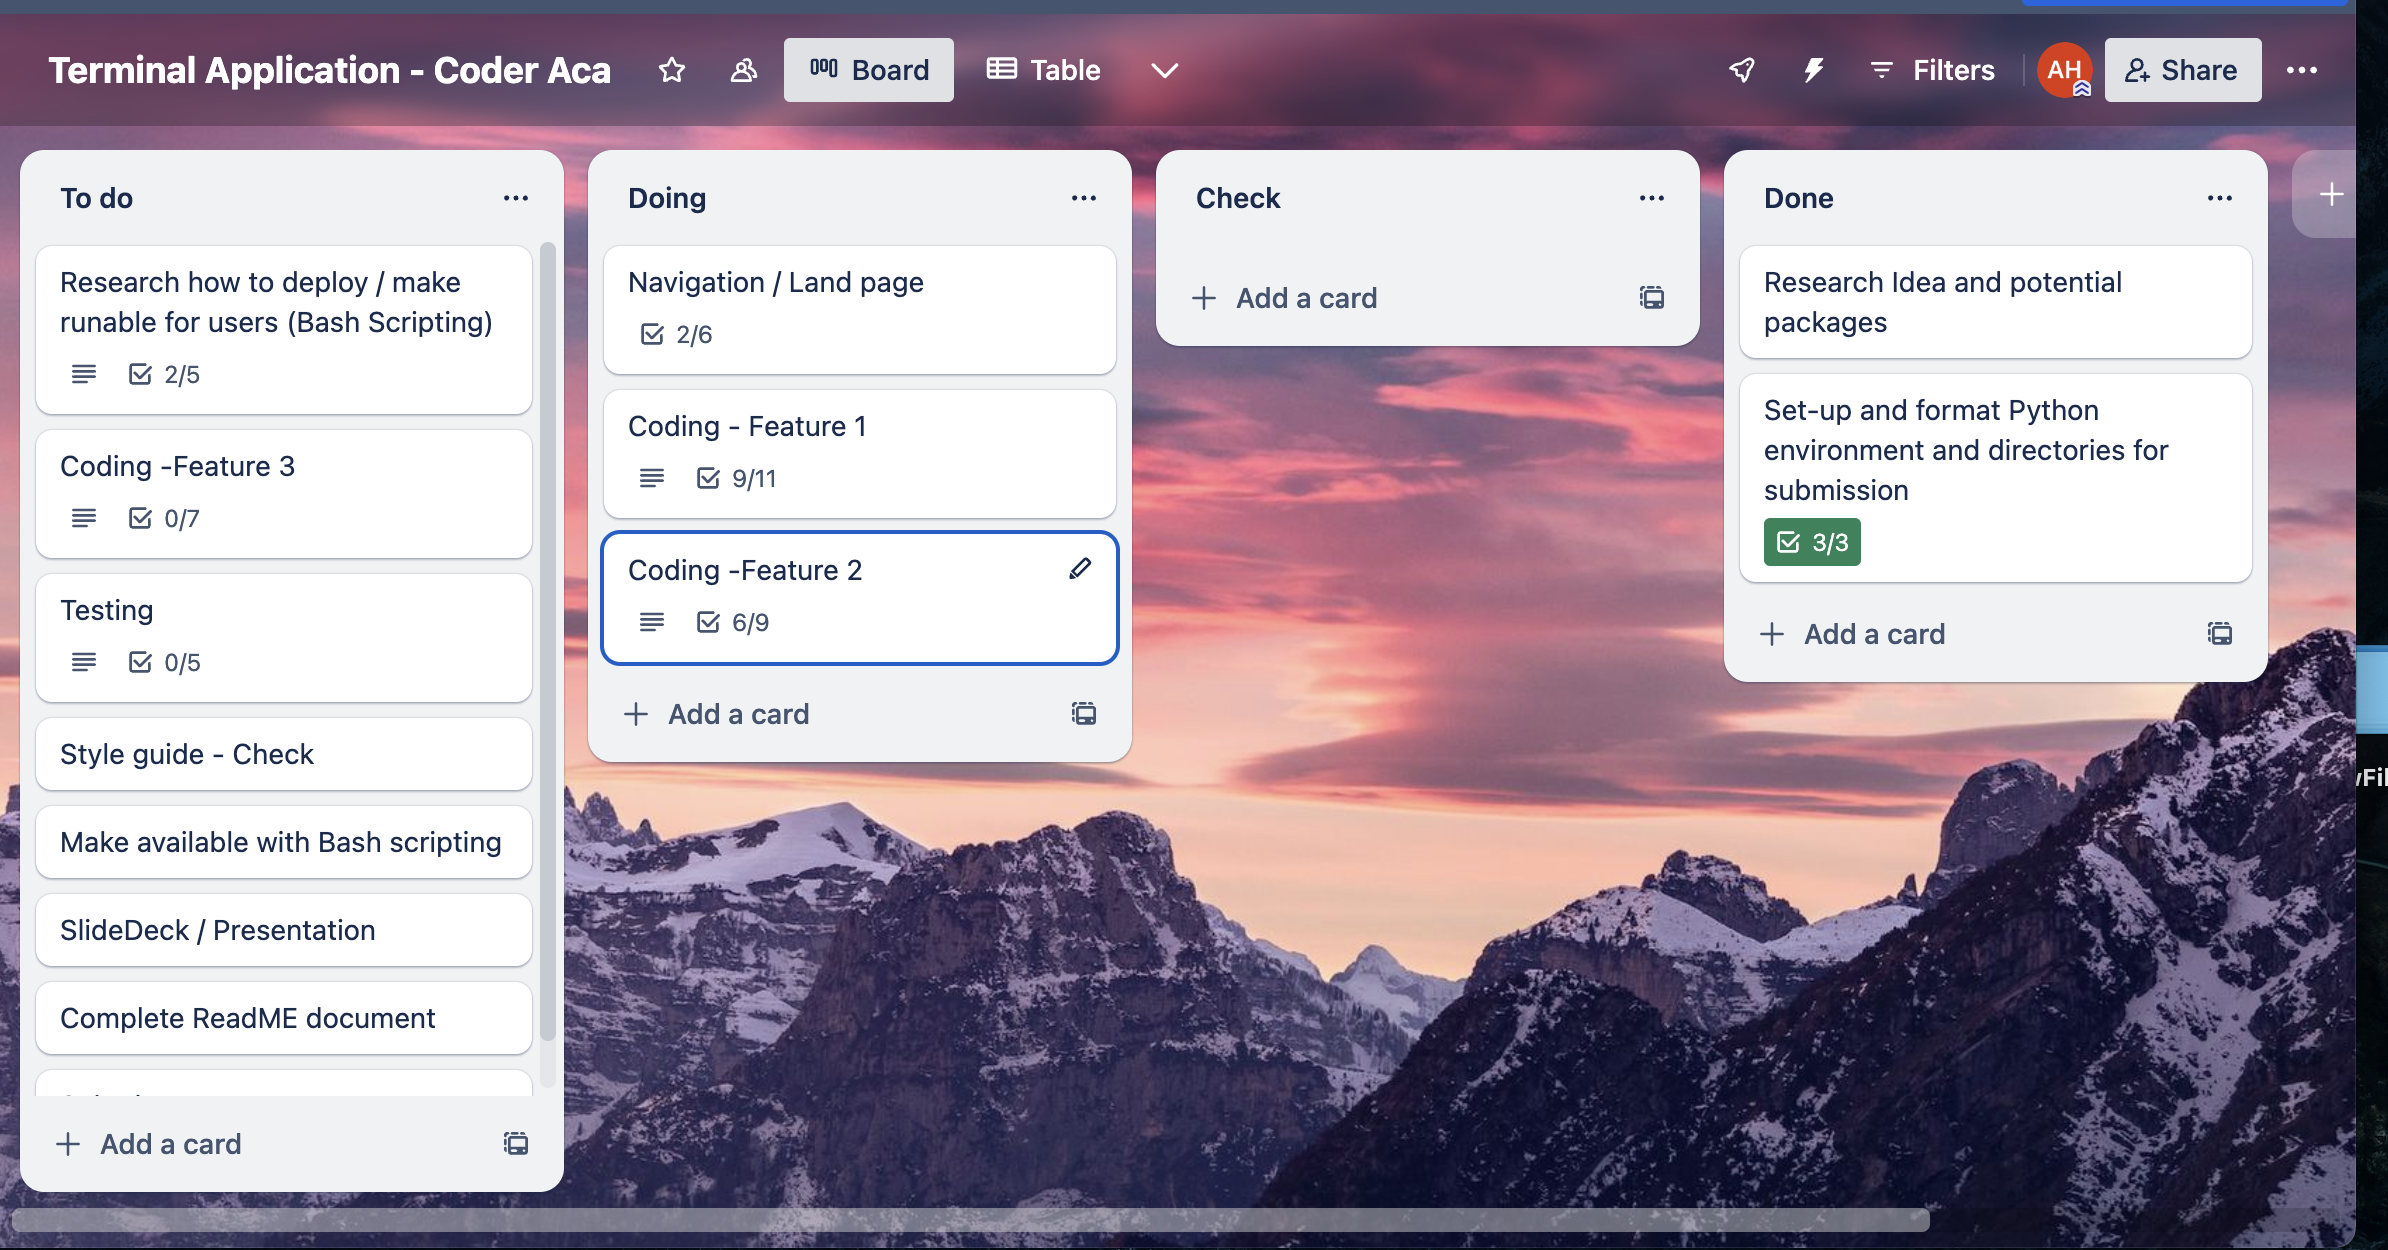 Terminal Application - Coder Aca
Board
Table
Filters
AH
Share
To do
Research how to deploy / make
runable for users (Bash Scripting)
2/5
Coding -Feature 3
0/7
Testing
0/5
Style guide - Check
Make available with Bash scripting
SlideDeck / Presentation
Complete ReadME document
Add a card
Doing
Navigation / Land page
2/6
Coding - Feature 1
9/11
Coding -Feature 2
6/9
Add a card
Check
Add a card
Done
Research Idea and potential
packages
Set-up and format Python
environment and directories for
submission
3/3
Add a card